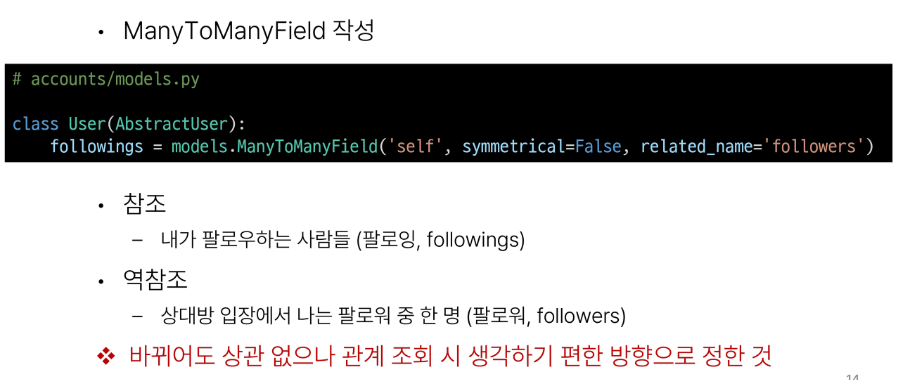 • ManyToManyField 작성
# accounts/models.py
class User(AbstractUser):
    followings = models.ManyToManyField('self', symmetrical=False, related_name='followers')
• 참조
– 내가 팔로우하는 사람들 (팔로잉, followings)
• 역참조
– 상대방 입장에서 나는 팔로워 중 한 명 (팔로워, followers)
❖ 바뀌어도 상관 없으나 관계 조회 시 생각하기 편한 방향으로 정한 것
14